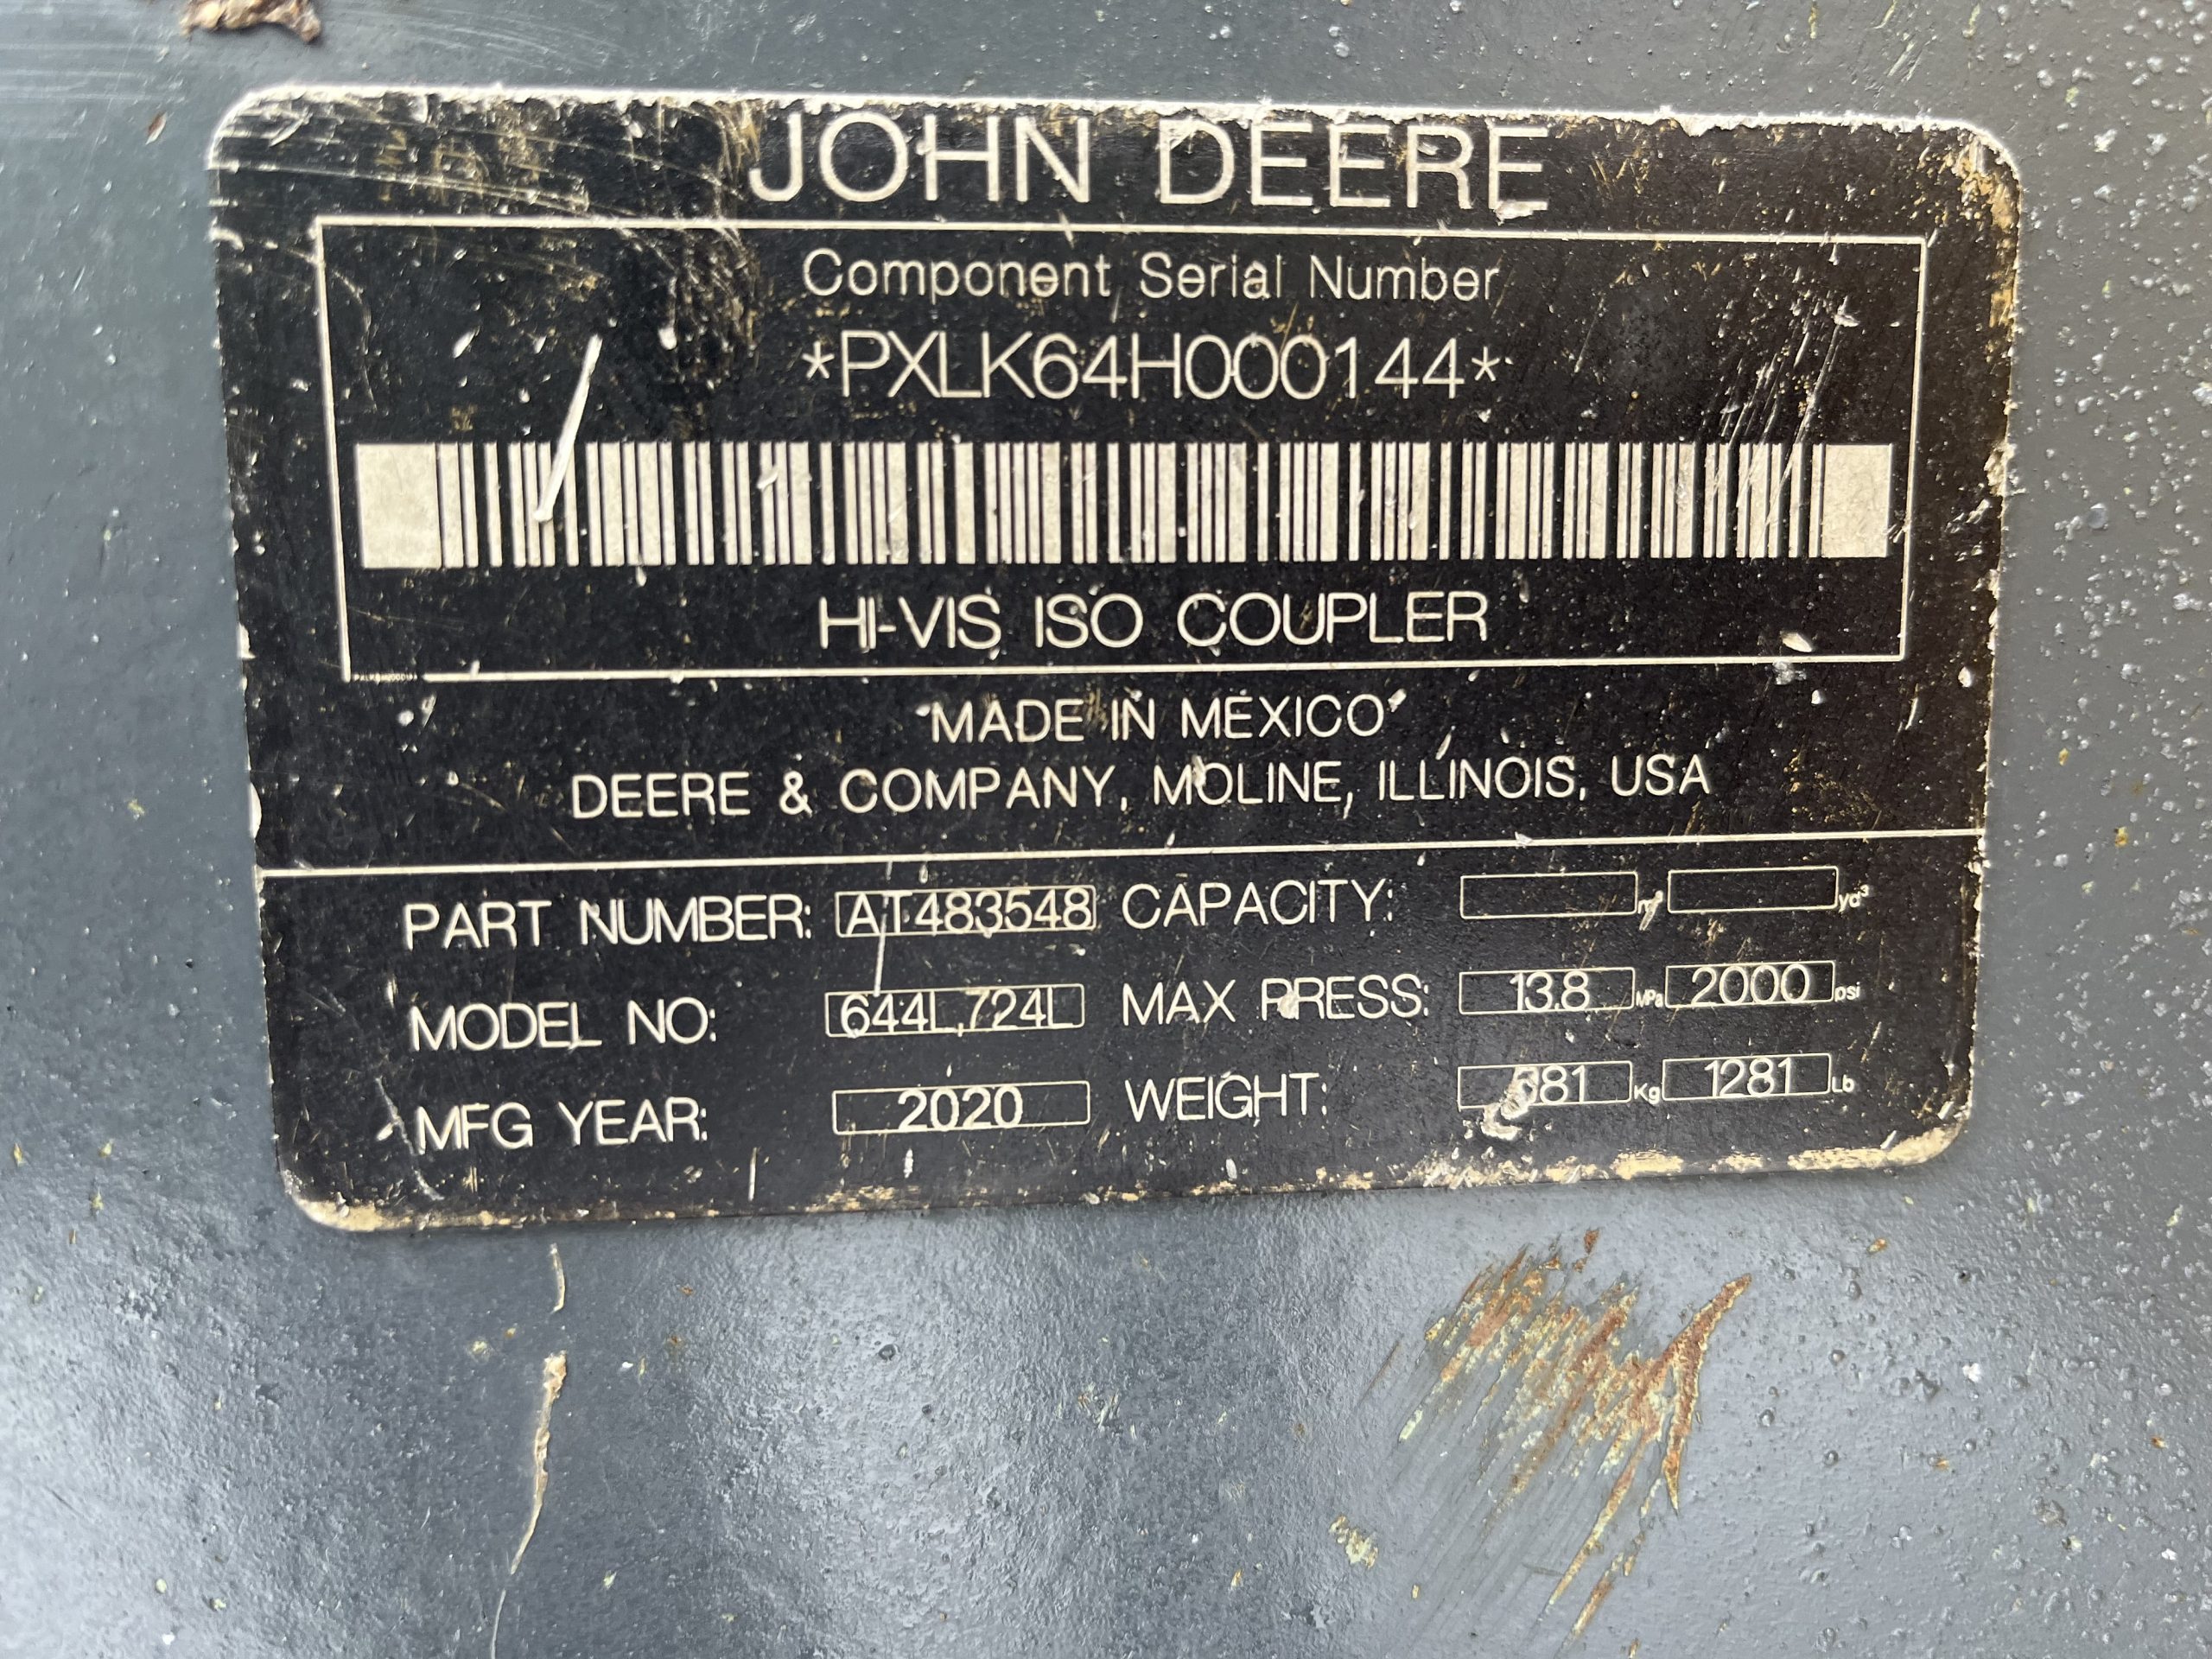 JOHN DEERE
Component Serial Number
*PXLK64H000144*
HI-VIS ISO COUPLER
MADE IN MEXICO
DEERE & COMPANY, MOLINE, ILLINOIS, USA
PART NUMBER: AT483548 CAPACITY: m³ yd³
MODEL NO: 644L,724L MAX PRESS: 13.8 MPa 2000 psi
MFG YEAR: 2020 WEIGHT: 581 Kg 1281 Lb